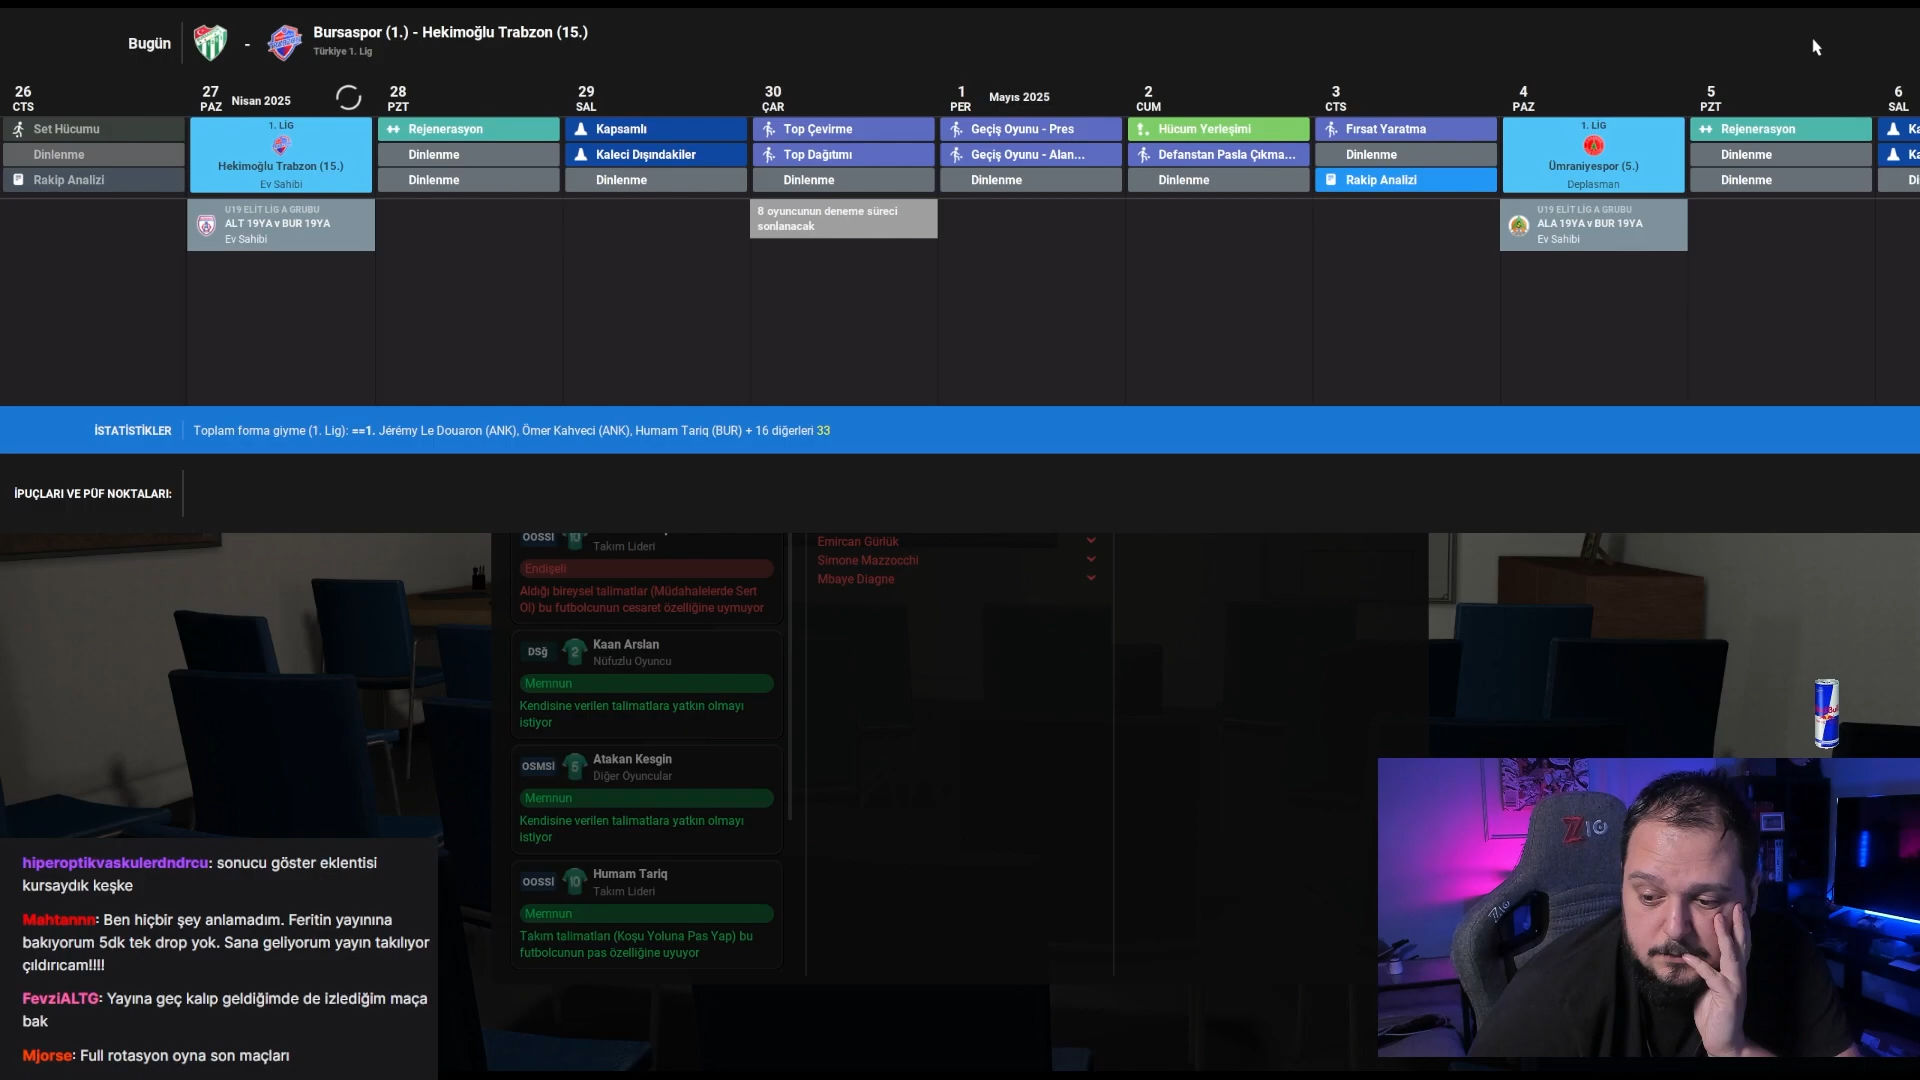 Bugün
-
Bursaspor (1.) - Hekimoğlu Trabzon (15.)
Türkiye 1. Lig
26
CTS
27
PAZ
Nisan 2025
28
PZT
29
SAL
30
ÇAR
1
PER
Mayıs 2025
2
CUM
3
CTS
4
PAZ
5
PZT
6
SAL
Set Hücumu
Dinlenme
Rakip Analizi
1. LİG
Hekimoğlu Trabzon (15.)
Ev Sahibi
Rejenerasyon
Dinlenme
Dinlenme
Kapsamlı
Kaleci Dışındakiler
Dinlenme
Top Çevirme
Top Dağıtımı
Dinlenme
Geçiş Oyunu - Pres
Geçiş Oyunu - Alan...
Dinlenme
Hücum Yerleşimi
Defanstan Pasla Çıkma...
Dinlenme
Fırsat Yaratma
Dinlenme
Rakip Analizi
1. LİG
Ümraniyespor (5.)
Deplasman
Rejenerasyon
Dinlenme
Dinlenme
Ka
Ka
Di
U19 ELİT LİG A GRUBU
ALT 19YA v BUR 19YA
Ev Sahibi
8 oyuncunun deneme süreci
sonlanacak
U19 ELİT LİG A GRUBU
ALA 19YA v BUR 19YA
Ev Sahibi
İSTATİSTİKLER
Toplam forma giyme (1. Lig): ==1. Jérémy Le Douaron (ANK), Ömer Kahveci (ANK), Humam Tariq (BUR) + 16 diğerleri 33
İPUÇLARI VE PÜF NOKTALARI:
OOSSİ
10
Takım Lideri
Endişeli
Aldığı bireysel talimatlar (Müdahalelerde Sert
Ol) bu futbolcunun cesaret özelliğine uymuyor
DSğ
2
Kaan Arslan
Nüfuzlu Oyuncu
Memnun
Kendisine verilen talimatlara yatkın olmayı
istiyor
OSMSİ
5
Atakan Kesgin
Diğer Oyuncular
Memnun
Kendisine verilen talimatlara yatkın olmayı
istiyor
OOSSİ
10
Humam Tariq
Takım Lideri
Memnun
Takım talimatları (Koşu Yoluna Pas Yap) bu
futbolcunun pas özelliğine uyuyor
Emircan Gürlük
Simone Mazzocchi
Mbaye Diagne
hiperoptikvaskulerdndrcu: sonucu göster eklentisi
kursaydık keşke
Mahtannn: Ben hiçbir şey anlamadım. Feritin yayınına
bakıyorum 5dk tek drop yok. Sana geliyorum yayın takılıyor
çıldırıcam!!!!
FevziALTG: Yayına geç kalıp geldiğimde de izlediğim maça
bak
Mjorse: Full rotasyon oyna son maçları